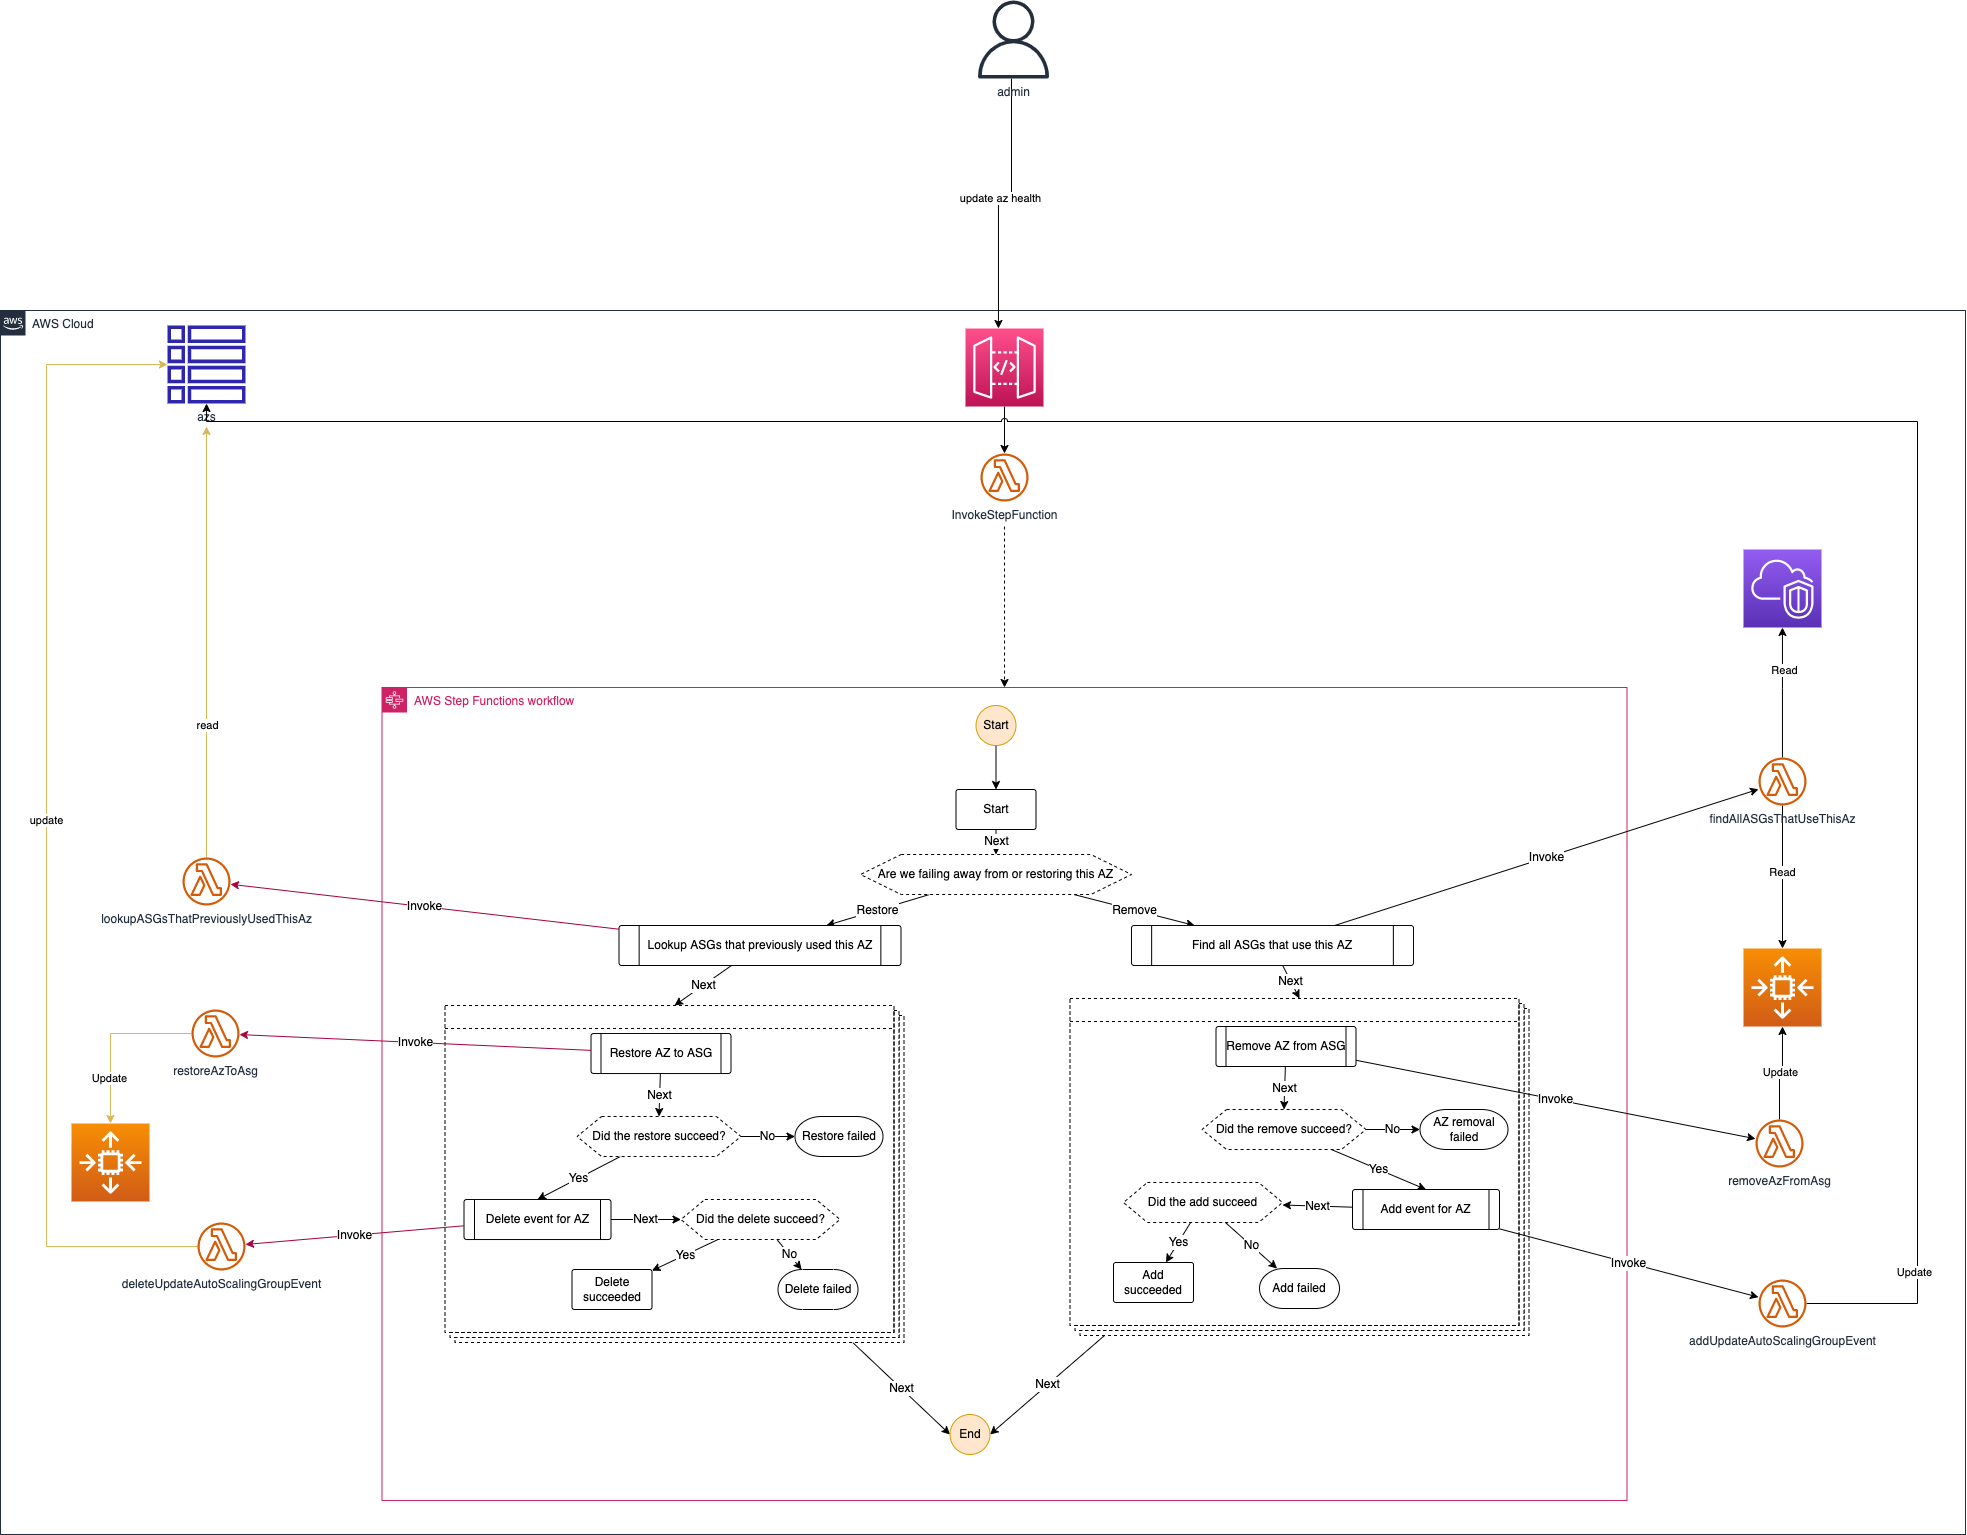 admin
update az health
aws
AWS Cloud
azs
</>
InvokeStepFunction
Read
AWS Step Functions workflow
read
Start
findAllASGsThatUseThisAz
Start
update
Next
Invoke
Read
Are we failing away from or restoring this AZ
lookupASGsThatPreviouslyUsedThisAz
Invoke
Restore
Remove
Lookup ASGs that previously used this AZ
Find all ASGs that use this AZ
Next
Next
restoreAzToAsg
Invoke
Restore AZ to ASG
Remove AZ from ASG
Update
Update
Next
Next
Invoke
Did the restore succeed?
No
Restore failed
Did the remove succeed?
No
AZ removal
failed
removeAzFromAsg
Yes
Yes
Delete event for AZ
Next
Did the delete succeed?
Did the add succeed
Next
Add event for AZ
Invoke
deleteUpdateAutoScalingGroupEvent
Yes
No
Yes
No
Invoke
Update
Delete
succeeded
Delete failed
Add
succeeded
Add failed
addUpdateAutoScalingGroupEvent
Next
Next
End